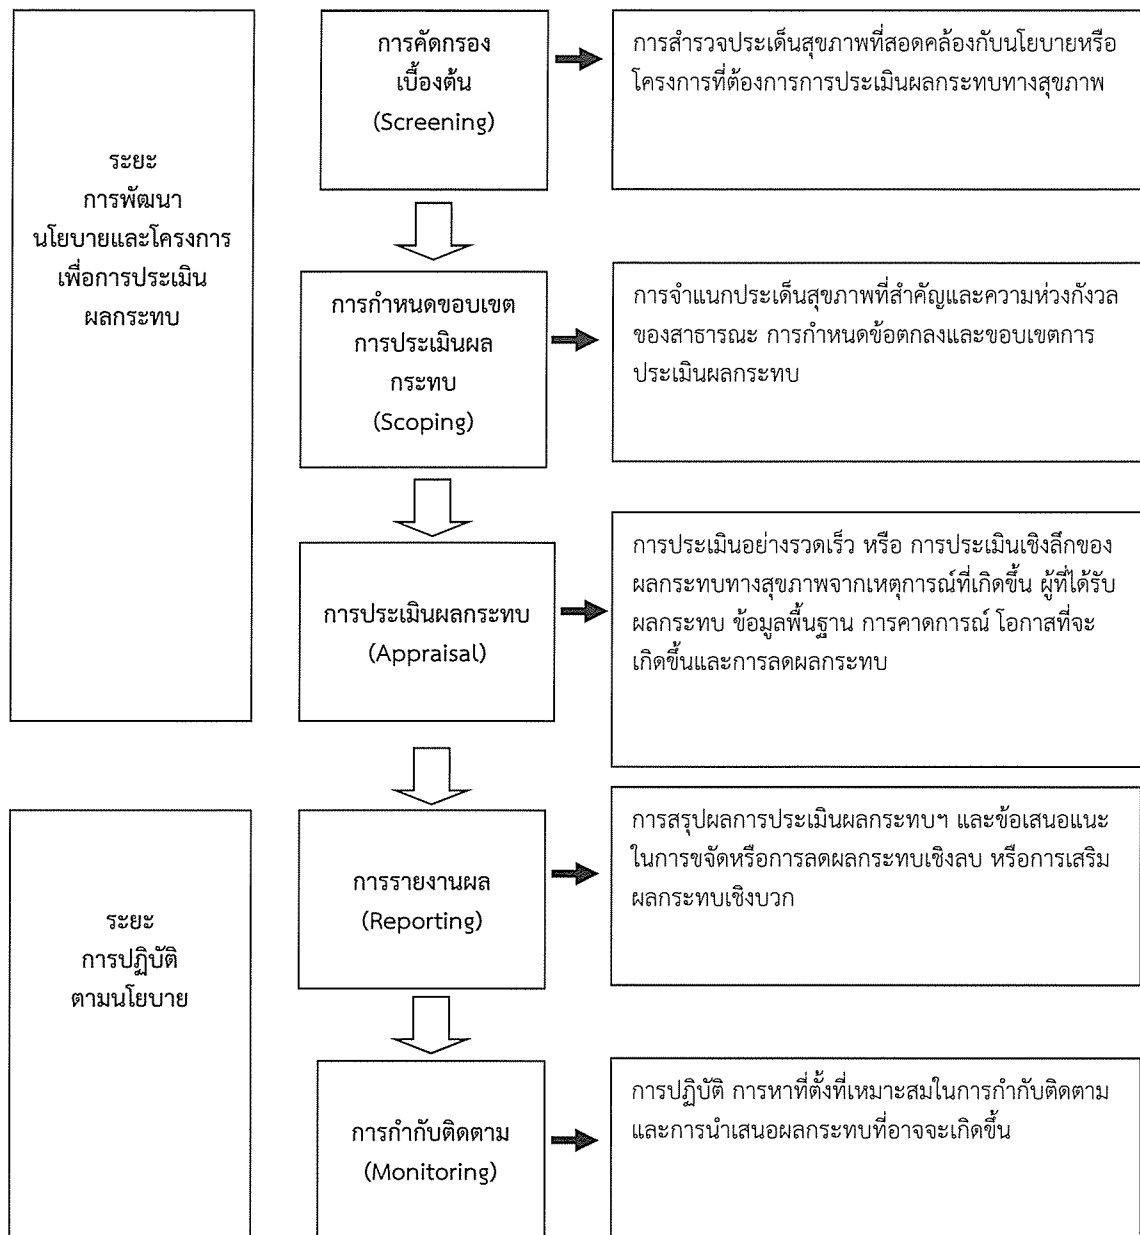 ระยะ
การพัฒนา
นโยบายและโครงการ
เพื่อการประเมิน
ผลกระทบ
การคัดกรอง
เบื้องต้น
(Screening)
การสำรวจประเด็นสุขภาพที่สอดคล้องกับนโยบายหรือ
โครงการที่ต้องการการประเมินผลกระทบทางสุขภาพ
การกำหนดขอบเขต
การประเมินผล
กระทบ
(Scoping)
การจำแนกประเด็นสุขภาพที่สำคัญและความห่วงกังวล
ของสาธารณะ การกำหนดข้อตกลงและขอบเขตการ
ประเมินผลกระทบ
การประเมินผลกระทบ
(Appraisal)
การประเมินอย่างรวดเร็ว หรือ การประเมินเชิงลึกของ
ผลกระทบทางสุขภาพจากเหตุการณ์ที่เกิดขึ้น ผู้ที่ได้รับ
ผลกระทบ ข้อมูลพื้นฐาน การคาดการณ์ โอกาสที่จะ
เกิดขึ้นและการลดผลกระทบ
ระยะ
การปฏิบัติ
ตามนโยบาย
การรายงานผล
(Reporting)
การสรุปผลการประเมินผลกระทบฯ และข้อเสนอแนะ
ในการขจัดหรือการลดผลกระทบเชิงลบ หรือการเสริม
ผลกระทบเชิงบวก
การกำกับติดตาม
(Monitoring)
การปฏิบัติ การหาที่ตั้งที่เหมาะสมในการกำกับติดตาม
และการนำเสนอผลกระทบที่อาจจะเกิดขึ้น